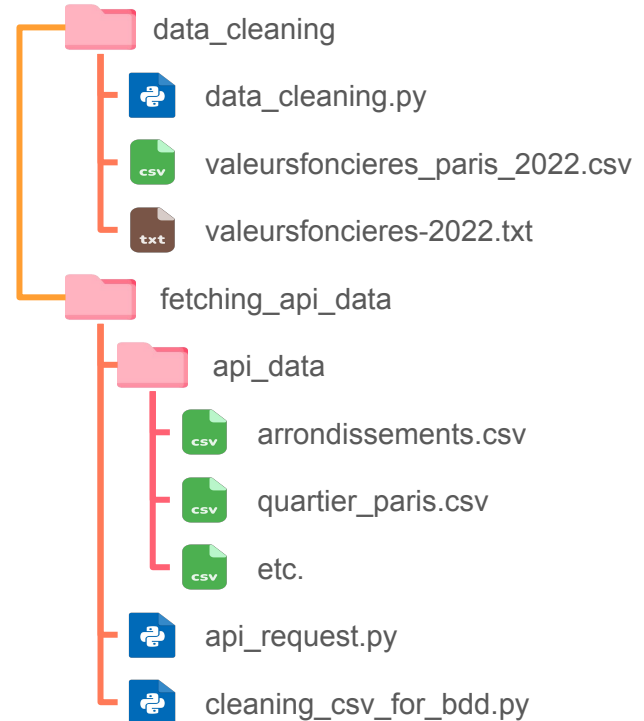 data_cleaning
data_cleaning.py
csv valeursfoncieres_paris_2022.csv
txt valeursfoncieres-2022.txt
fetching_api_data
api_data
csv arrondissements.csv
csv quartier_paris.csv
csv etc.
api_request.py
cleaning_csv_for_bdd.py